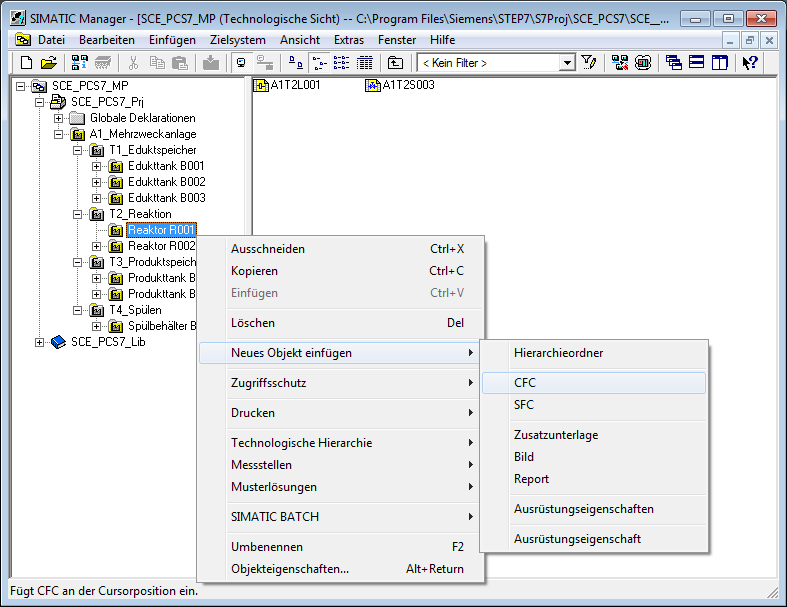 SIMATIC Manager - [SCE_PCS7_MP (Technologische Sicht) -- C:\Program Files\Siemens\STEP7\S7Proj\SCE_PCS7\SCE__...
Datei Bearbeiten Einfügen Zielsystem Ansicht Extras Fenster Hilfe
< Kein Filter >
SCE_PCS7_MP
SCE_PCS7_Prj
Globale Deklarationen
A1_Mehrzweckanlage
T1_Eduktspeicher
Edukttank B001
Edukttank B002
Edukttank B003
T2_Reaktion
Reaktor R001
Reaktor R002
T3_Produktspeich
Produkttank B
Produkttank B
T4_Spülen
Spülbehälter B
SCE_PCS7_Lib
A1T2L001 A1T2S003
Ausschneiden Ctrl+X
Kopieren Ctrl+C
Einfügen Ctrl+V
Löschen Del
Neues Objekt einfügen
Zugriffsschutz
Drucken
Technologische Hierarchie
Messstellen
Musterlösungen
SIMATIC BATCH
Umbenennen F2
Objekteigenschaften... Alt+Return
Hierarchieordner
CFC
SFC
Zusatzunterlage
Bild
Report
Ausrüstungseigenschaften
Ausrüstungseigenschaft
Fügt CFC an der Cursorposition ein.